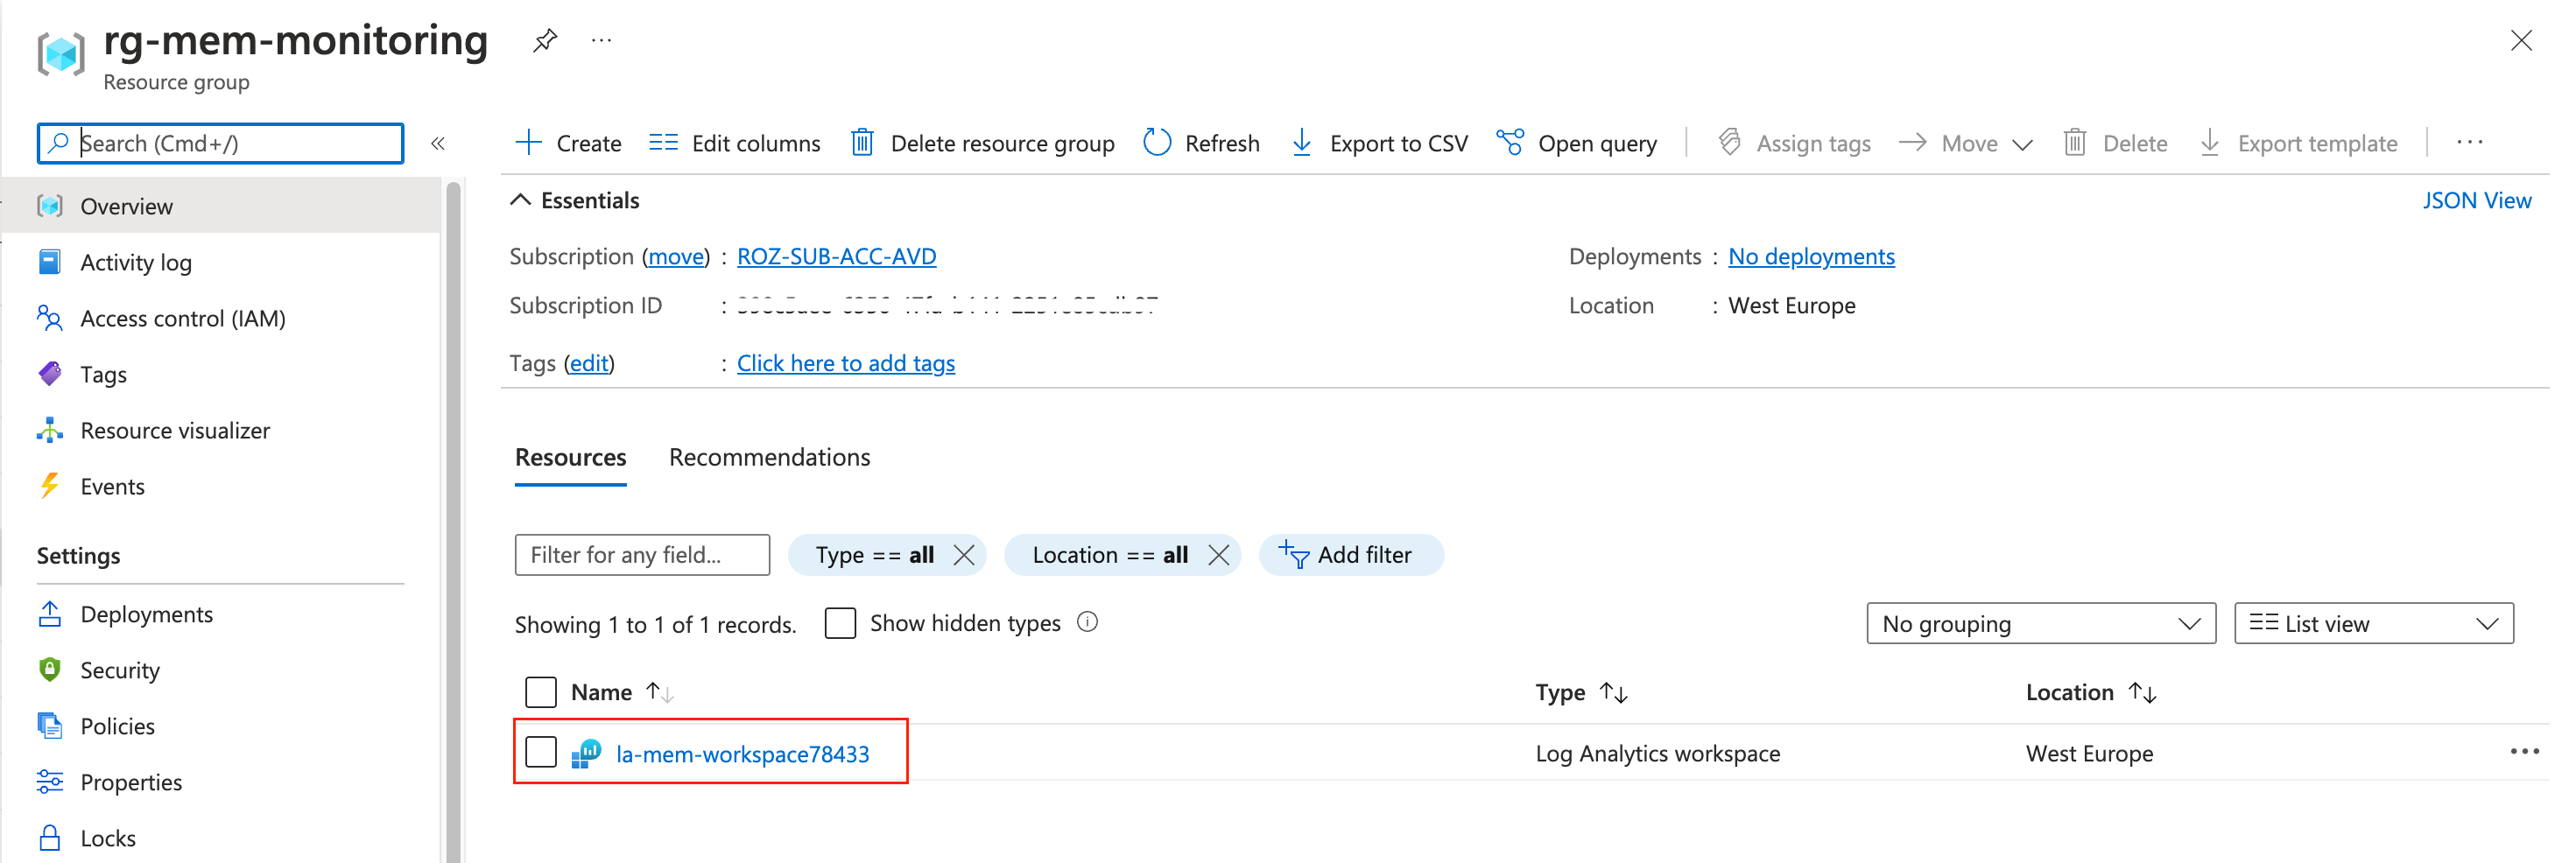 rg-mem-monitoring ...
Resource group
Search (Cmd+/) «
Overview
Activity log
Access control (IAM)
Tags
Resource visualizer
Events
Settings
Deployments
Security
Policies
Properties
Locks
Create Edit columns Delete resource group Refresh Export to CSV Open query Assign tags Move Delete Export template ...
Essentials JSON View
Subscription (move) : ROZ-SUB-ACC-AVD
Subscription ID :
Tags (edit) : Click here to add tags
Deployments : No deployments
Location : West Europe
Resources Recommendations
Filter for any field... Type == all Location == all Add filter
Showing 1 to 1 of 1 records. Show hidden types No grouping List view
Name Type Location
la-mem-workspace78433 Log Analytics workspace West Europe ...